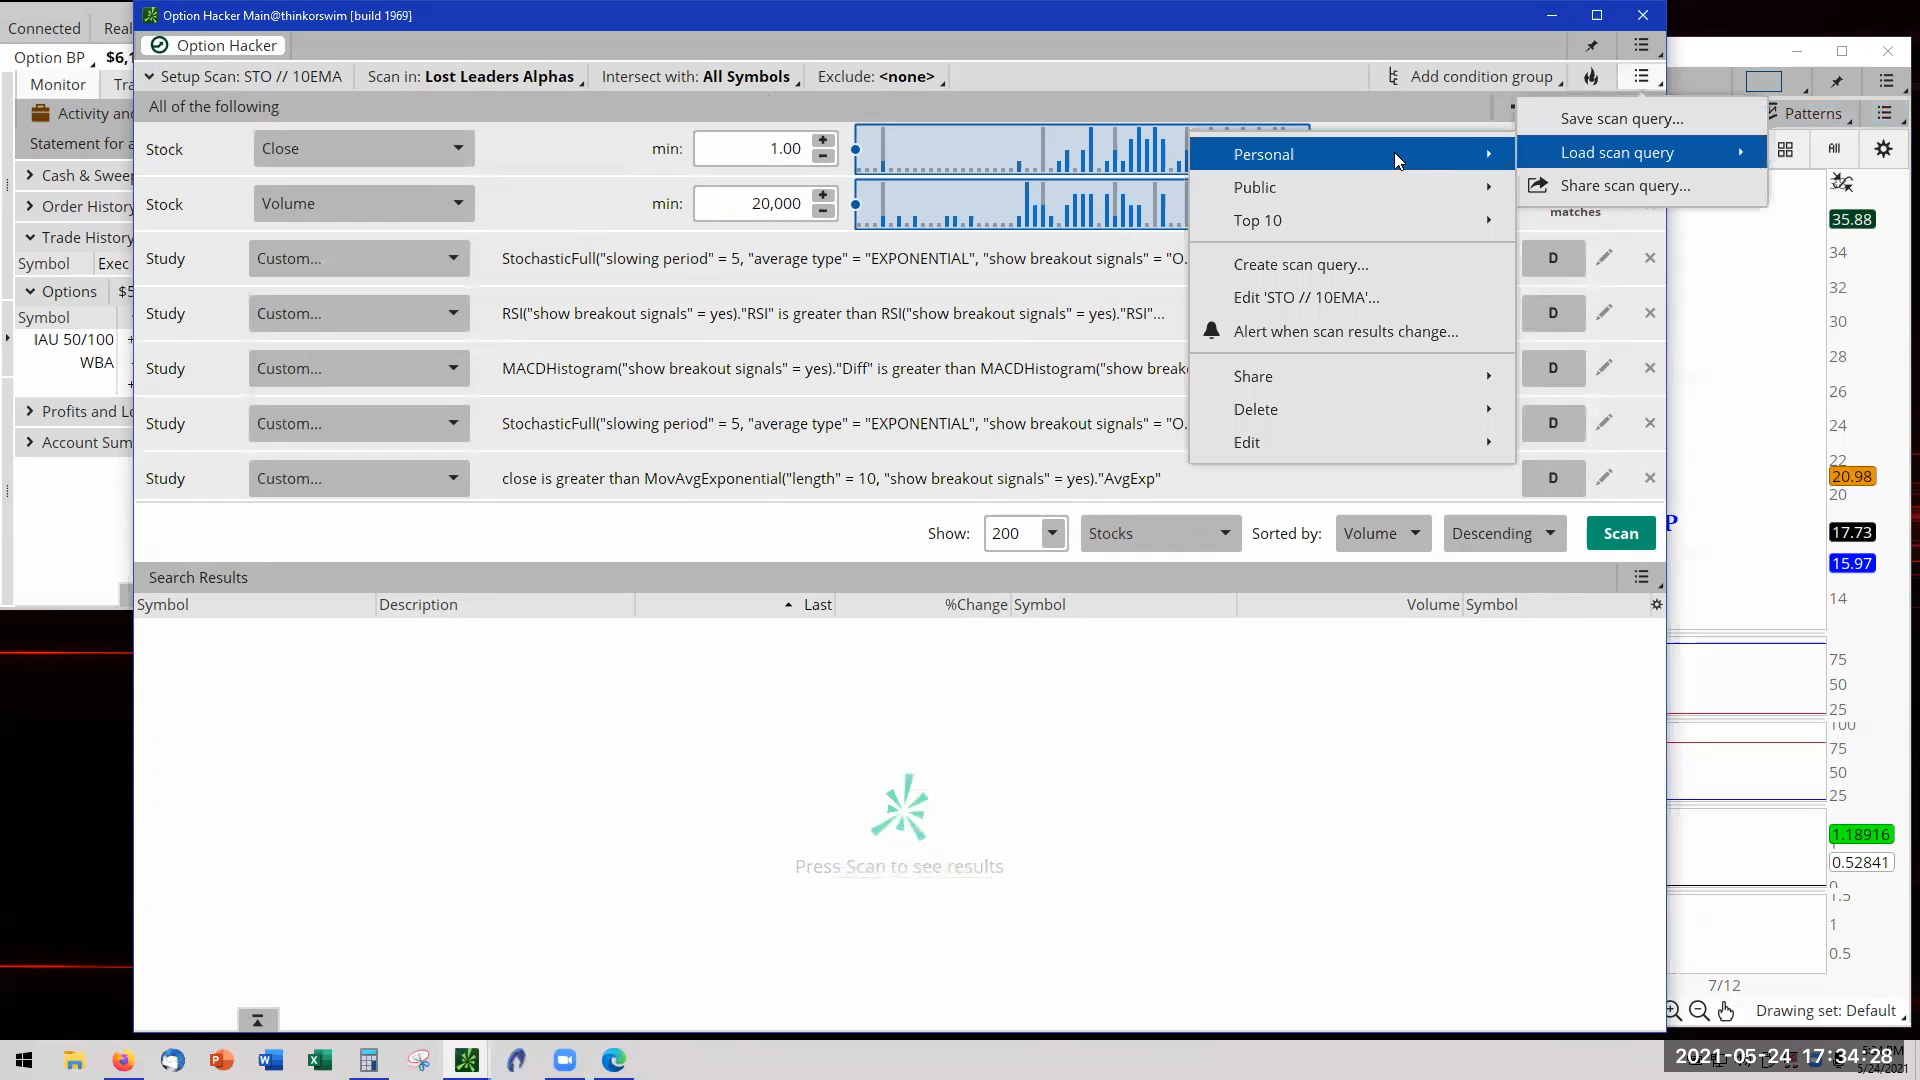 Option Hacker Main@thinkorswim [build 1969]
Connected
Option BP
Monitor
Option Hacker
Setup Scan: STO // 10EMA
Scan in: Lost Leaders Alphas
Intersect with: All Symbols
Exclude: <none>
Add condition group
All of the following
Activity and
Statement for a
Stock Close min: 1.00
Cash & Sweep
Order History
Stock Volume min: 20,000
Trade History
Symbol Exec
Options
Symbol
IAU 50/100
WBA
Profits and Lo
Account Sum
Study Custom... StochasticFull("slowing period" = 5, "average type" = "EXPONENTIAL", "show breakout signals" = "O. D
Study Custom... RSI("show breakout signals" = yes)."RSI" is greater than RSI("show breakout signals" = yes)."RSI"... D
Study Custom... MACDHistogram("show breakout signals" = yes)."Diff" is greater than MACDHistogram("show break D
Study Custom... StochasticFull("slowing period" = 5, "average type" = "EXPONENTIAL", "show breakout signals" = "O. D
Study Custom... close is greater than MovAvgExponential("length" = 10, "show breakout signals" = yes)."AvgExp" D
Save scan query...
Load scan query
Share scan query...
matches
Personal
Public
Top 10
Create scan query...
Edit 'STO // 10EMA'...
Alert when scan results change...
Share
Delete
Edit
Show: 200 Stocks Sorted by: Volume Descending Scan
Search Results
Symbol Description Last %Change Symbol Volume Symbol
Press Scan to see results
Patterns
All
35.88
34
32
30
28
26
24
22
20.98
20
17.73
15.97
14
P
75
50
25
100
75
50
25
1.18916
0.52841
0
1.5
1
0.5
7/12
Drawing set: Default
2021-05-24 17:34:28